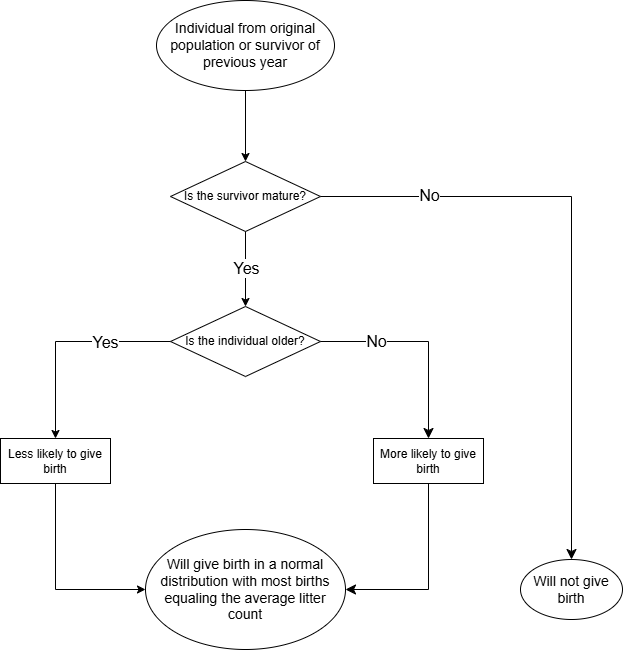 Individual from original
population or survivor of
previous year
Is the survivor mature?
No
Yes
Is the individual older?
Yes
No
Less likely to give
birth
More likely to give
birth
Will give birth in a normal
distribution with most births
equaling the average litter
count
Will not give
birth